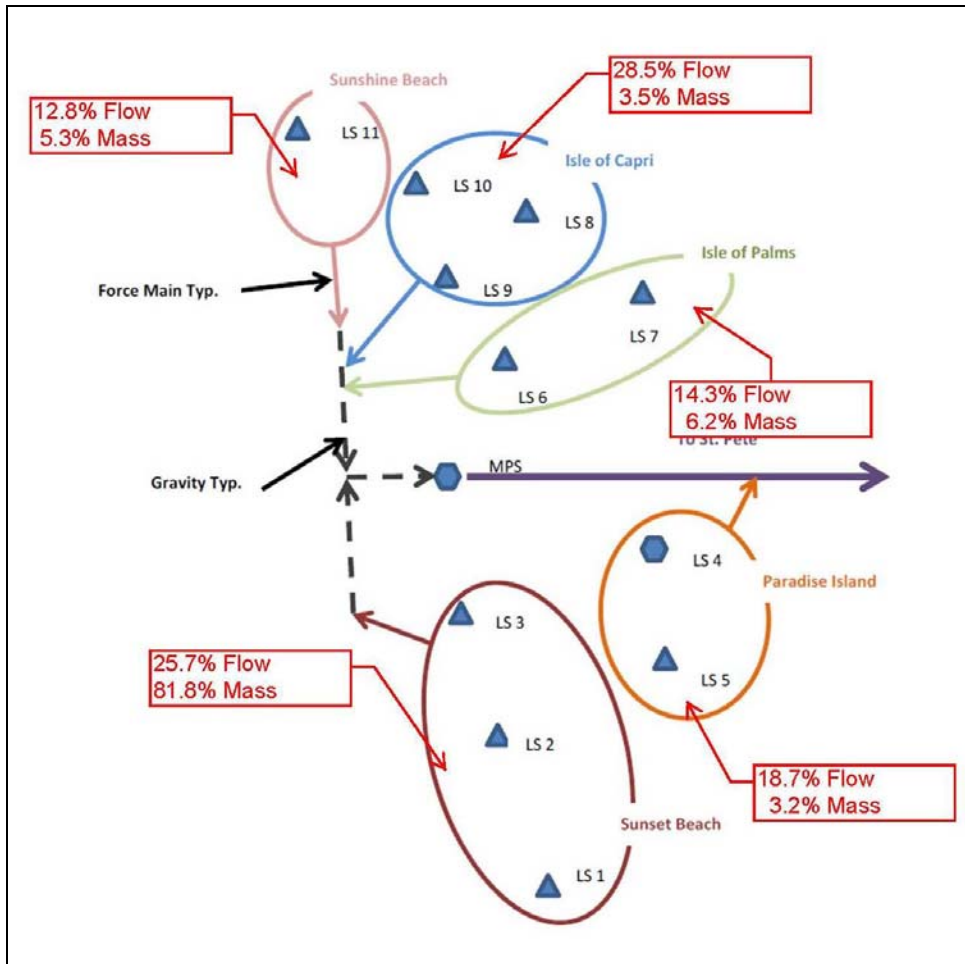 Sunshine Beach
28.5% Flow
3.5% Mass
12.8% Flow
5.3% Mass
LS 11
Isle of Capri
LS 10
LS 8
Isle of Palms
LS 9
Force Main Typ.
LS 7
LS 6
14.3% Flow
6.2% Mass
To St. Pete
MPS
Gravity Typ.
LS 4
Paradise Island
LS 3
25.7% Flow
81.8% Mass
LS 5
LS 2
18.7% Flow
3.2% Mass
Sunset Beach
LS 1